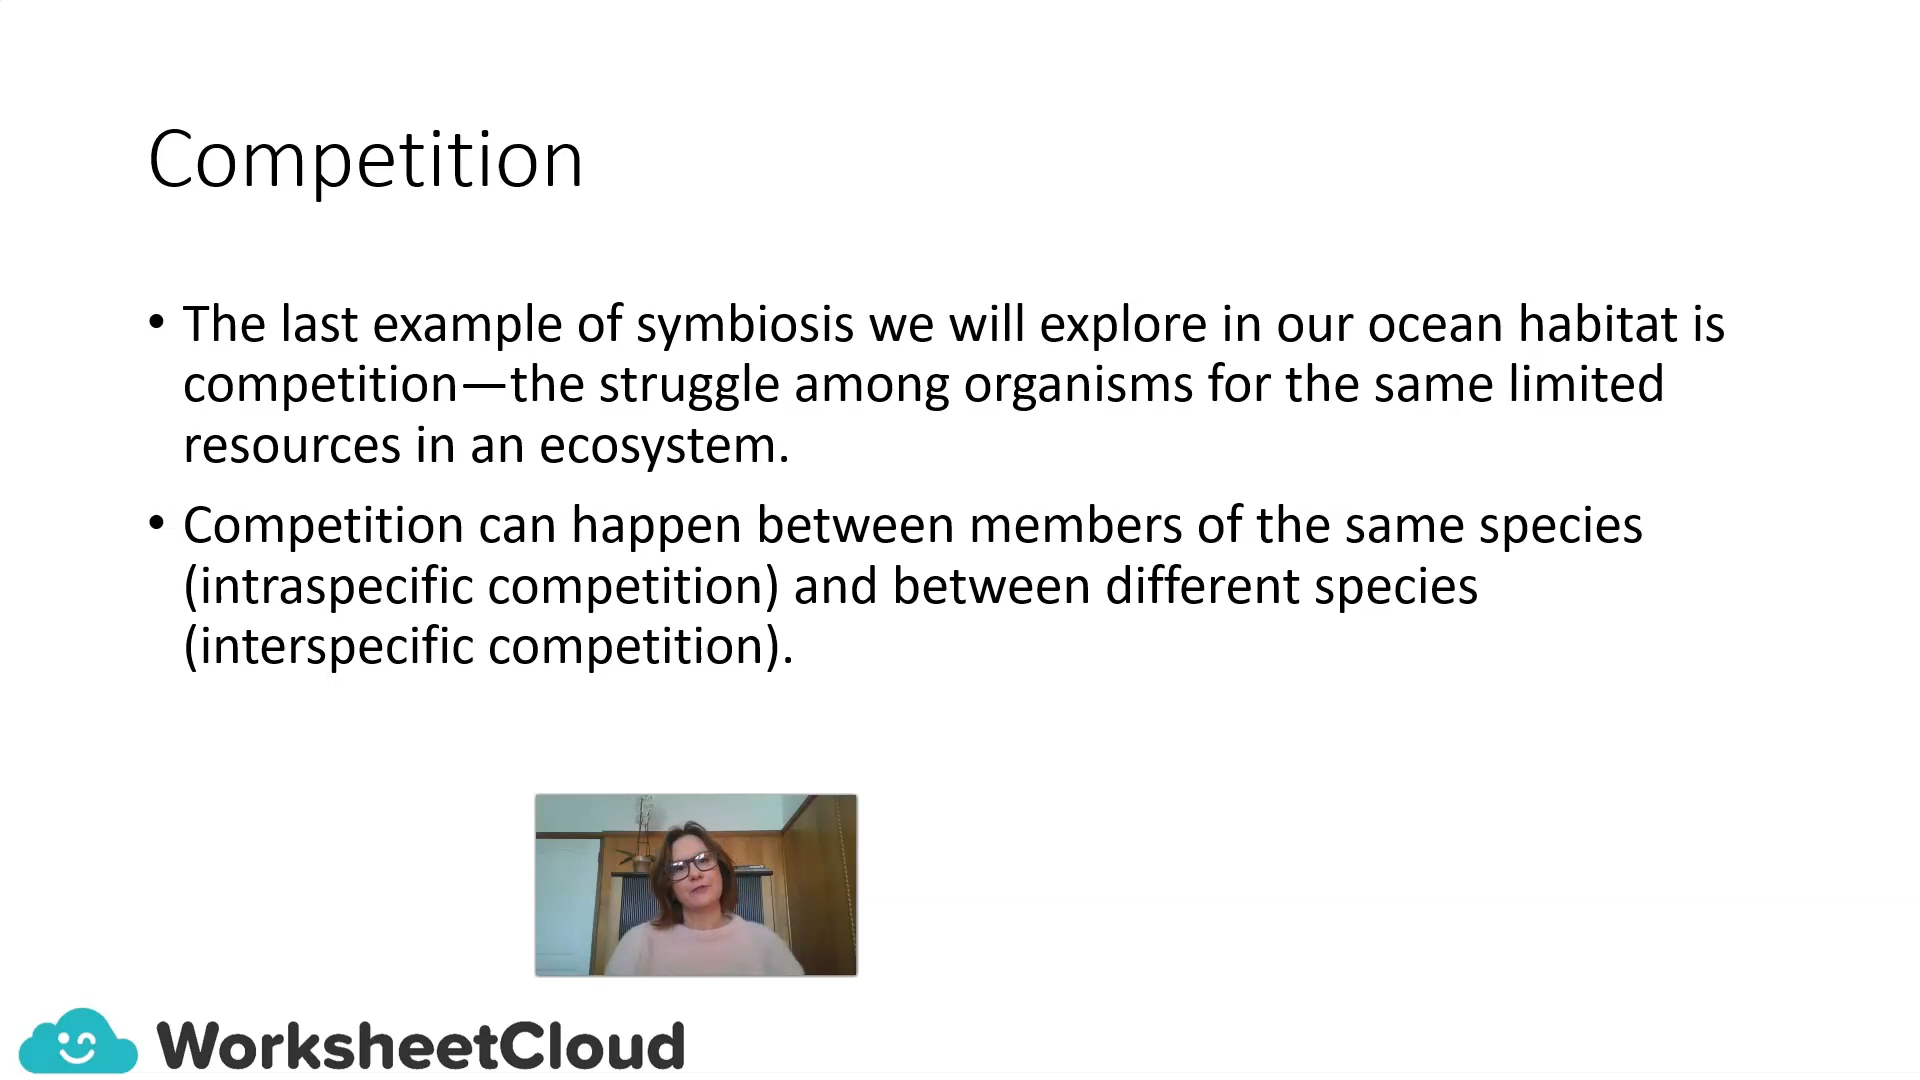 Competition
• The last example of symbiosis we will explore in our ocean habitat is
competition—the struggle among organisms for the same limited
resources in an ecosystem.
• Competition can happen between members of the same species
(intraspecific competition) and between different species
(interspecific competition).
WorksheetCloud